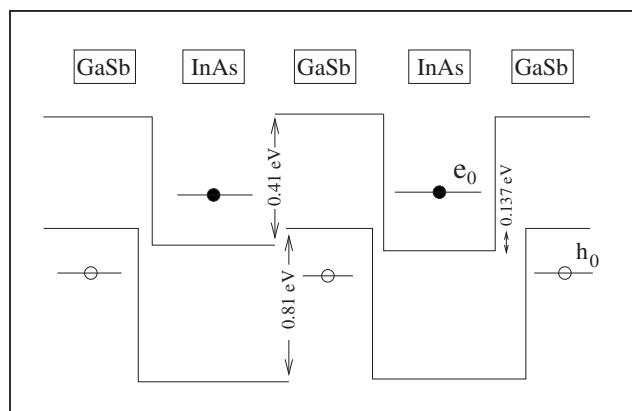 GaSb InAs GaSb InAs GaSb
0.41 eV
e0
0.137 eV
0.81 eV
h0